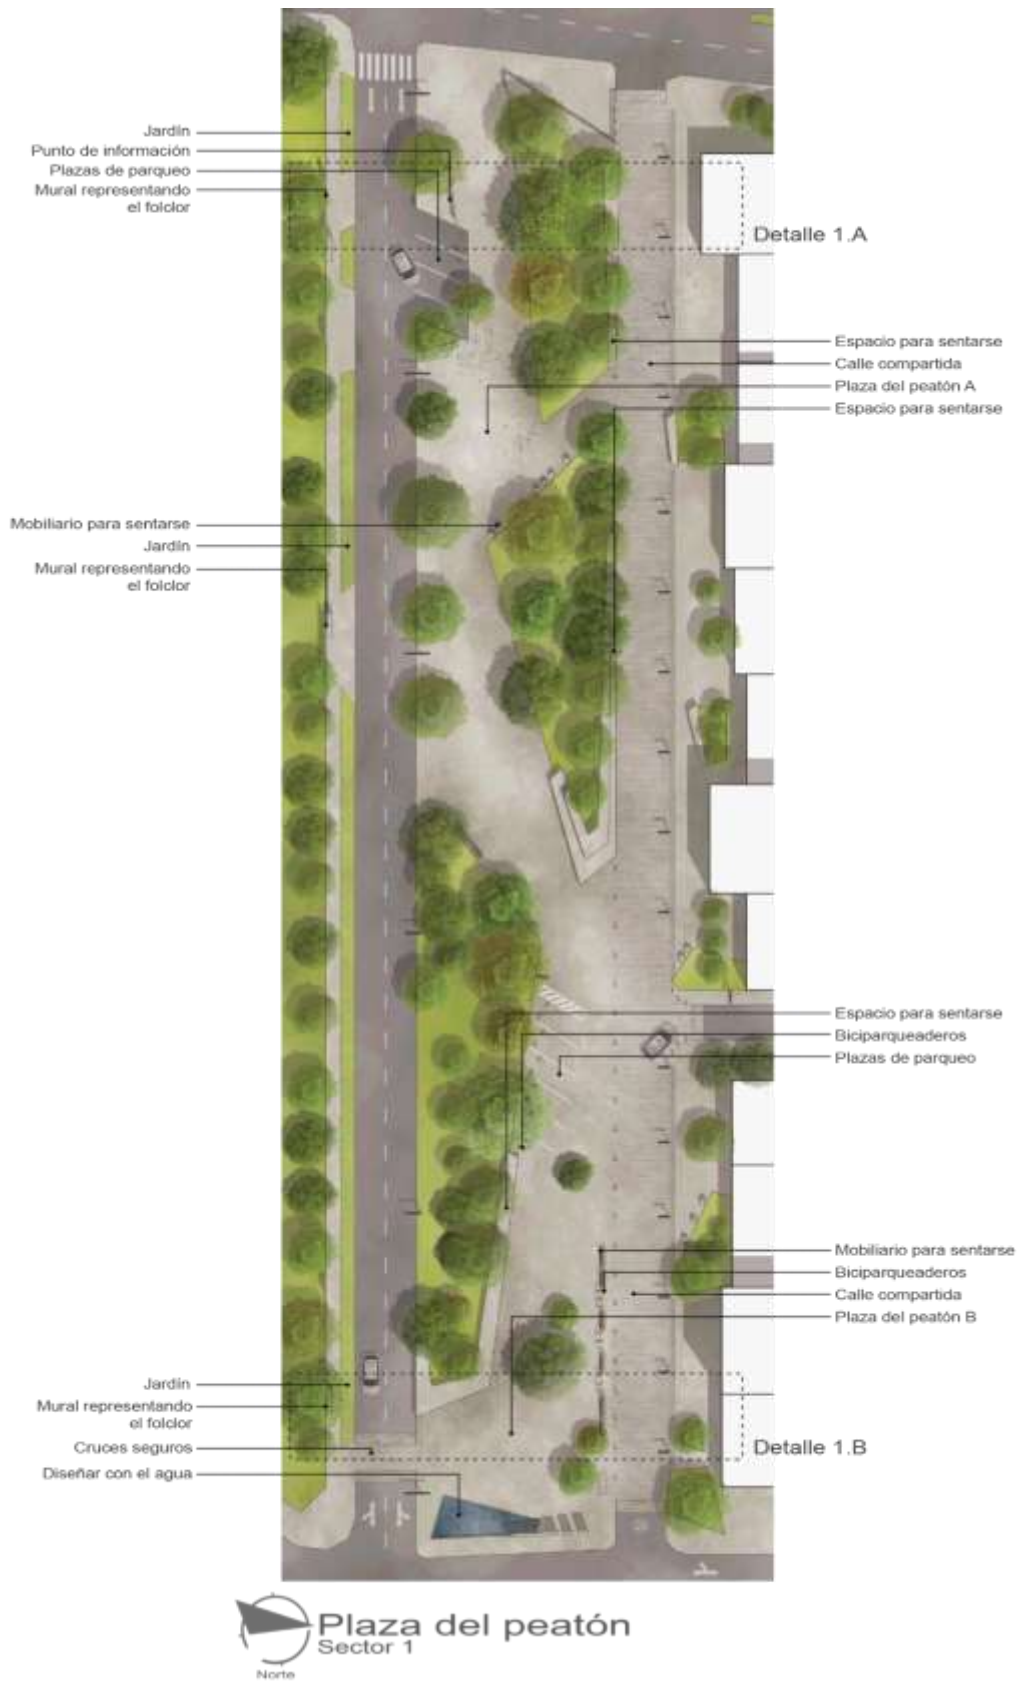 Jardín
Punto de información
Plazas de parqueo
Mural representando
el folclor
Detalle 1.A
Espacio para sentarse
Calle compartida
Plaza del peatón A
Espacio para sentarse
Mobiliario para sentarse
Jardín
Mural representando
el folclor
Espacio para sentarse
Biciparqueaderos
Plazas de parqueo
Mobiliario para sentarse
Biciparqueaderos
Calle compartida
Plaza del peatón B
Jardín
Mural representando
el folclor
Cruces seguros
Diseñar con el agua
Detalle 1.B
Plaza del peatón
Sector 1
Norte